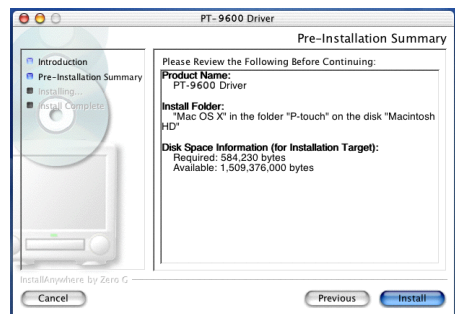 PT-9600 Driver
Pre-Installation Summary
Introduction
Pre-Installation Summary
Installing...
Install Complete
Please Review the Following Before Continuing:
Product Name:
PT-9600 Driver
Install Folder:
"Mac OS X" in the folder "P-touch" on the disk "Macintosh
HD"
Disk Space Information (for Installation Target):
Required: 584,230 bytes
Available: 1,509,376,000 bytes
InstallAnywhere by Zero G
Cancel
Previous
Install